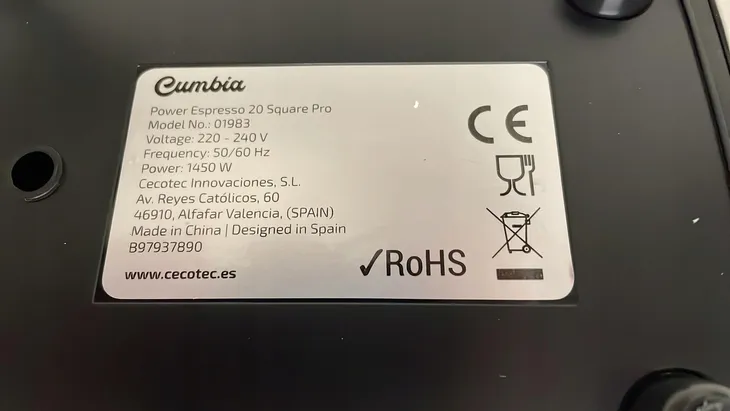 Cumbia
Power Espresso 20 Square Pro
Model No.: 01983
Voltage: 220 - 240 V
Frequency: 50/60 Hz
Power: 1450 W
Cecotec Innovaciones, S.L.
Av. Reyes Católicos, 60
46910, Alfafar Valencia, (SPAIN)
Made in China | Designed in Spain
B97937890
www.cecotec.es
CE
✓RoHS